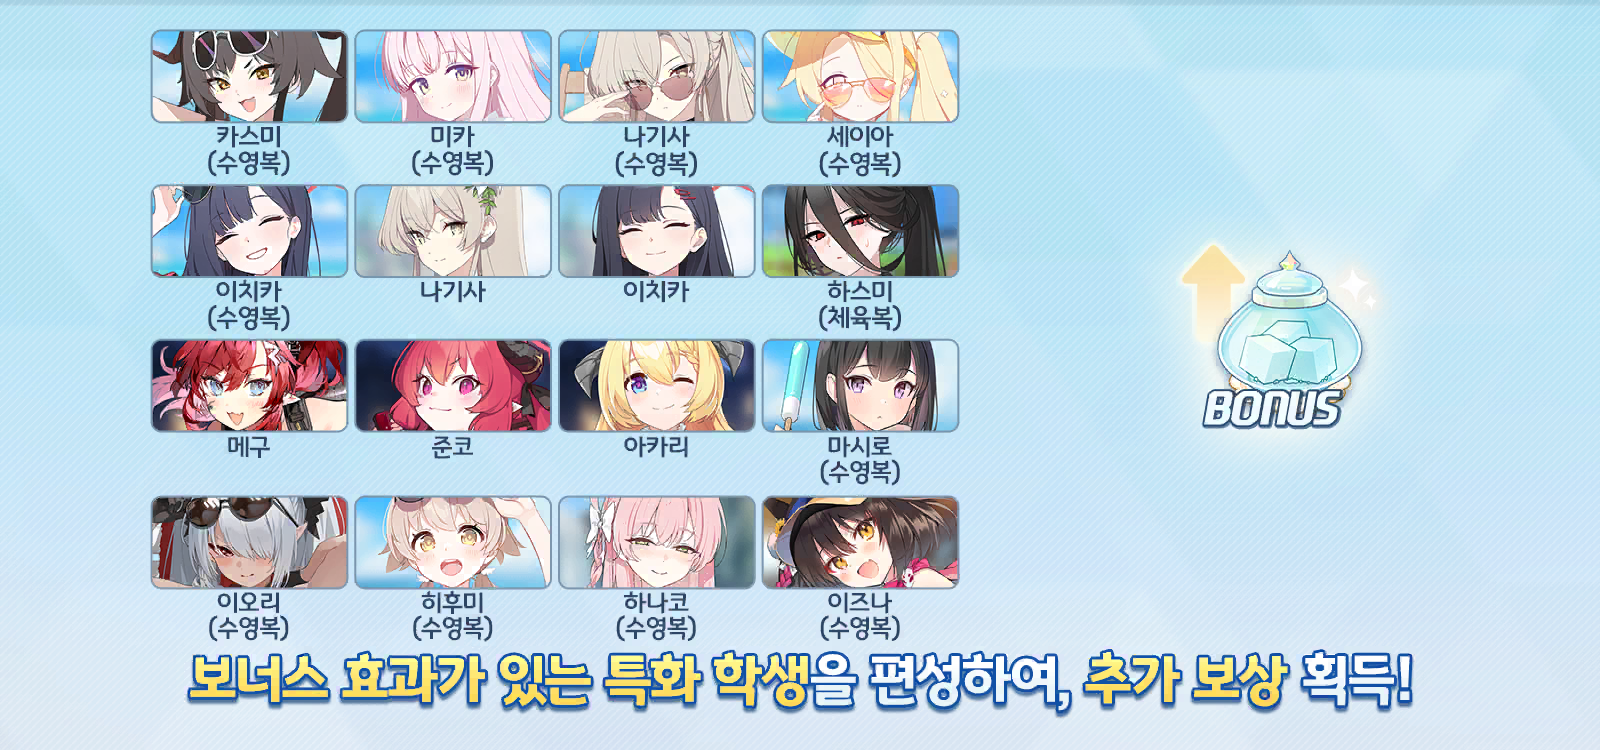 카스미
(수영복)
미카
(수영복)
나기사
(수영복)
세이아
(수영복)
이치카
(수영복)
나기사
이치카
하스미
(체육복)
메구
준코
아카리
마시로
(수영복)
이오리
(수영복)
히후미
(수영복)
하나코
(수영복)
이즈나
(수영복)
BONUS
보너스 효과가 있는 특화 학생을 편성하여, 추가 보상 획득!